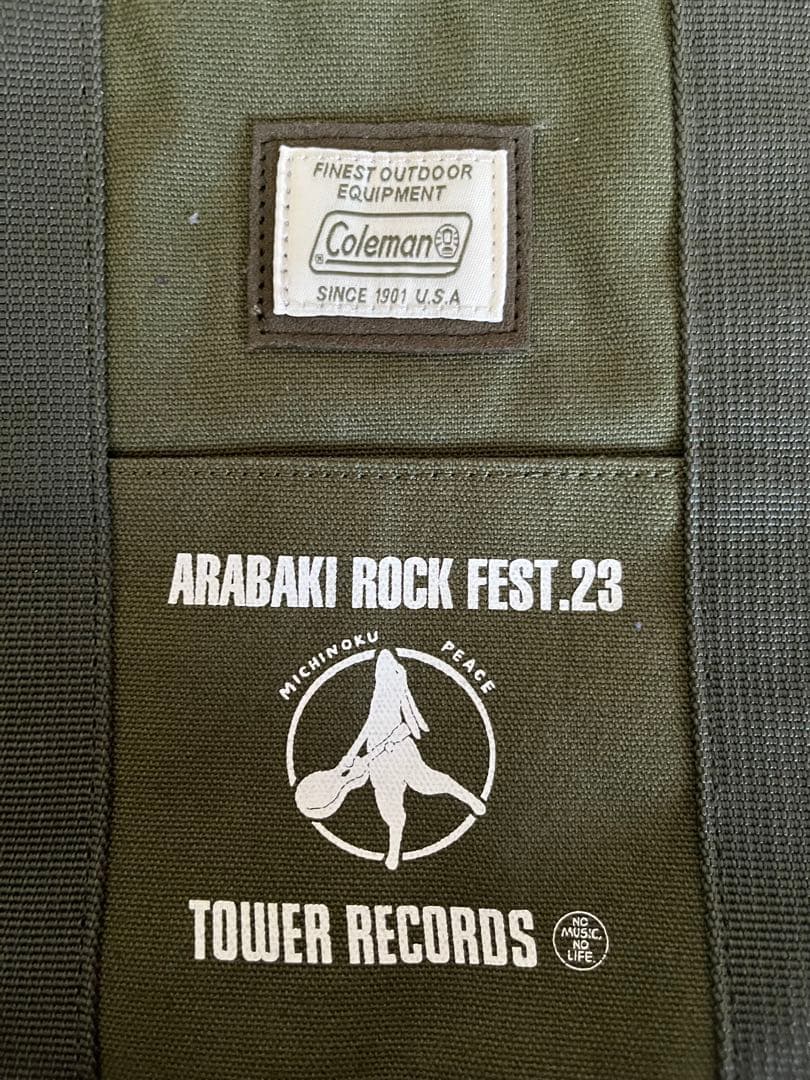 FINEST OUTDOOR
EQUIPMENT
Coleman
SINCE 1901 U.S.A
ARABAKI ROCK FEST.23
MICHINOKU PEACE
TOWER RECORDS
NO
MUSIC.
NO
LIFE.